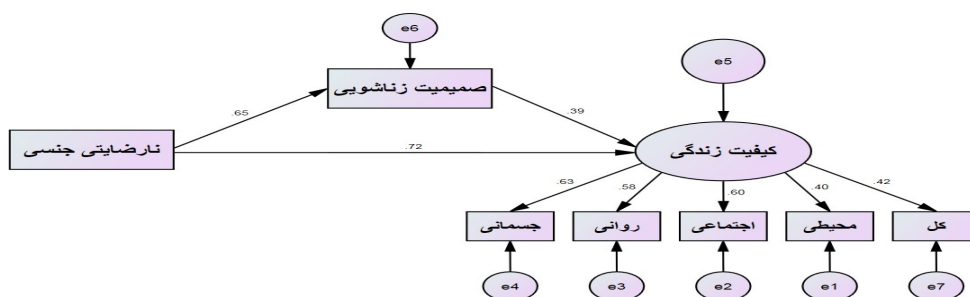 e6
e5
صمیمیت زناشویی
.65
.39
نارضایتی جنسی
.72
کیفیت زندگی
.63
.58
.60
.40
.42
جسمانی
روانی
اجتماعی
محیطی
کل
e4
e3
e2
e1
e7